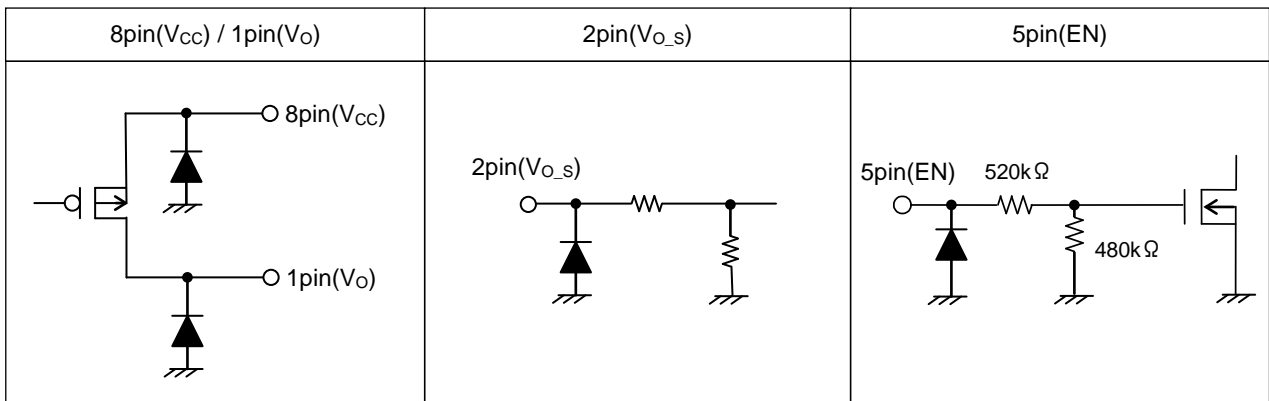 8pin(VCC) / 1pin(VO)
2pin(VO_S)
5pin(EN)
8pin(VCC)
1pin(VO)
2pin(VO_S)
5pin(EN)
520kΩ
480kΩ